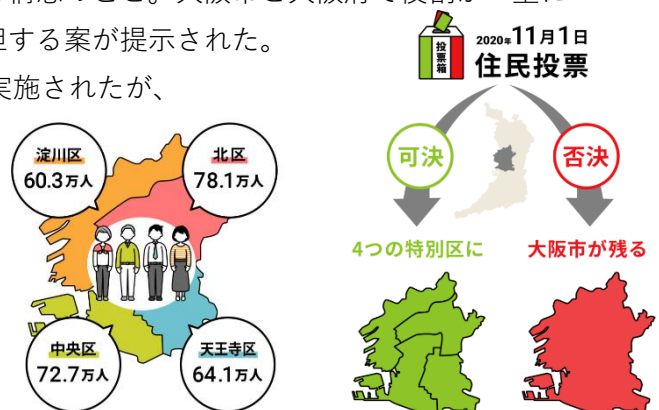 担する案が提示された。
実施されたが、
淀川区
60.3万人
北区
78.1万人
中央区
72.7万人
天王寺区
64.1万人
投票箱
2020年11月1日
住民投票
可決
否決
4つの特別区に
大阪市が残る